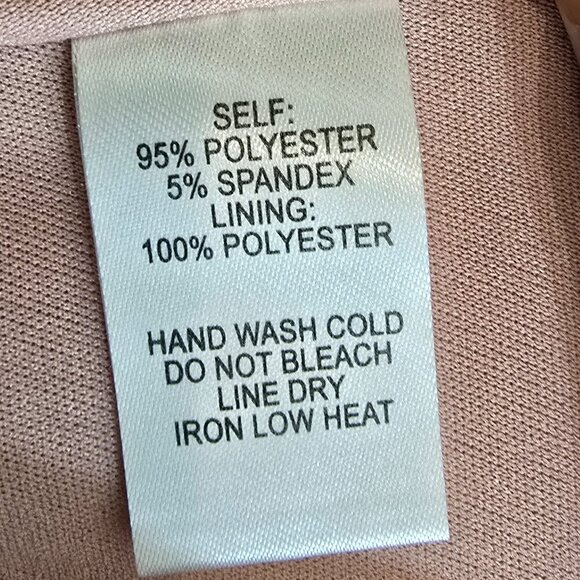 SELF:
95% POLYESTER
5% SPANDEX
LINING:
100% POLYESTER
HAND WASH COLD
DO NOT BLEACH
LINE DRY
IRON LOW HEAT